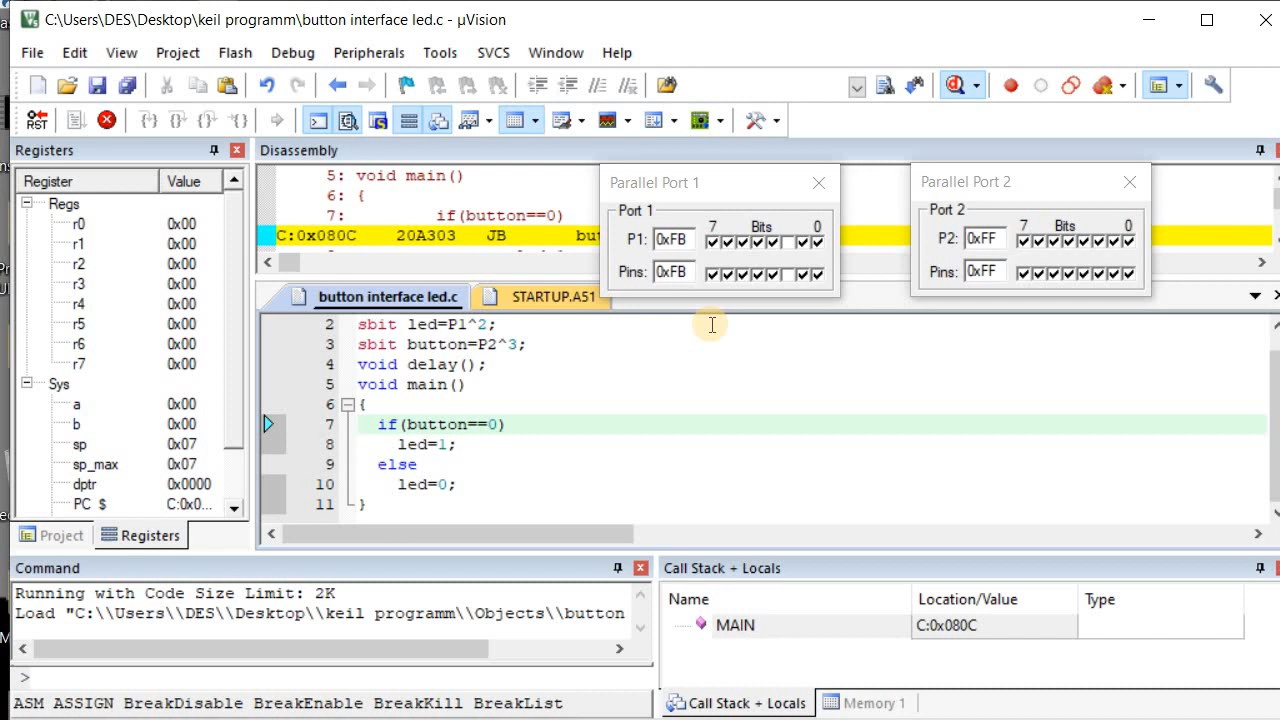 C:\Users\DES\Desktop\keil programm\button interface led.c - µVision
File Edit View Project Flash Debug Peripherals Tools SVCS Window Help
RST
Registers
Register Value
Regs
r0 0x00
r1 0x00
r2 0x00
r3 0x00
r4 0x00
r5 0x00
r6 0x00
r7 0x00
Sys
a 0x00
b 0x00
sp 0x07
sp_max 0x07
dptr 0x0000
PC $ C:0x0...
Project Registers
Disassembly
5: void main()
6: {
7: if(button==0)
C:0x080C 20A303 JB
Parallel Port 1
Port 1
7 Bits 0
P1: 0xFB
Pins: 0xFB
Parallel Port 2
Port 2
7 Bits 0
P2: 0xFF
Pins: 0xFF
button interface led.c STARTUP.A51
2 sbit led=P1^2;
3 sbit button=P2^3;
4 void delay();
5 void main()
6 {
7 if(button==0)
8 led=1;
9 else
10 led=0;
11 }
Command
Running with Code Size Limit: 2K
Load "C:\\Users\\DES\\Desktop\\keil programm\\Objects\\button
>
ASM ASSIGN BreakDisable BreakEnable BreakKill BreakList
Call Stack + Locals
Name Location/Value Type
MAIN C:0x080C
Call Stack + Locals Memory 1